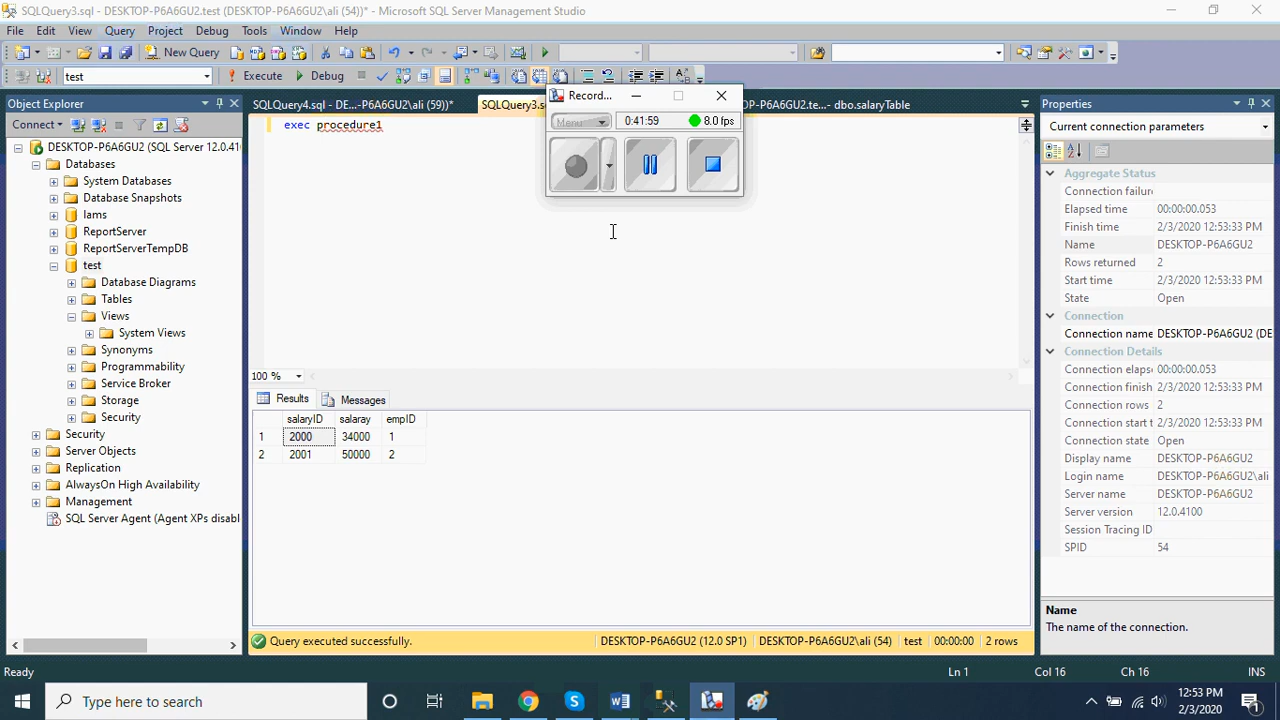 SQLQuery3.sql - DESKTOP-P6A6GU2.test (DESKTOP-P6A6GU2\ali (54))* - Microsoft SQL Server Management Studio
File Edit View Query Project Debug Tools Window Help
New Query
test Execute Debug
Object Explorer
Connect
DESKTOP-P6A6GU2 (SQL Server 12.0.41
Databases
System Databases
Database Snapshots
Iams
ReportServer
ReportServerTempDB
test
Database Diagrams
Tables
Views
System Views
Synonyms
Programmability
Service Broker
Storage
Security
Security
Server Objects
Replication
AlwaysOn High Availability
Management
SQL Server Agent (Agent XPs disabl
SQLQuery4.sql - DE...-P6A6GU2\ali (59))* SQLQuery3.s OP-P6A6GU2.te...- dbo.salaryTable
exec procedure1
Record...
Menu 0:41:59 8.0 fps
100 %
Results Messages
salaryID salaray empID
1 2000 34000 1
2 2001 50000 2
Query executed successfully. DESKTOP-P6A6GU2 (12.0 SP1) DESKTOP-P6A6GU2\ali (54) test 00:00:00 2 rows
Properties
Current connection parameters
Aggregate Status
Connection failure
Elapsed time 00:00:00.053
Finish time 2/3/2020 12:53:33 PM
Name DESKTOP-P6A6GU2
Rows returned 2
Start time 2/3/2020 12:53:33 PM
State Open
Connection
Connection name DESKTOP-P6A6GU2 (DE
Connection Details
Connection elaps 00:00:00.053
Connection finish 2/3/2020 12:53:33 PM
Connection rows 2
Connection start t 2/3/2020 12:53:33 PM
Connection state Open
Display name DESKTOP-P6A6GU2
Login name DESKTOP-P6A6GU2\ali
Server name DESKTOP-P6A6GU2
Server version 12.0.4100
Session Tracing ID
SPID 54
Name
The name of the connection.
Ready Ln 1 Col 16 Ch 16 INS
Type here to search
12:53 PM
2/3/2020
1